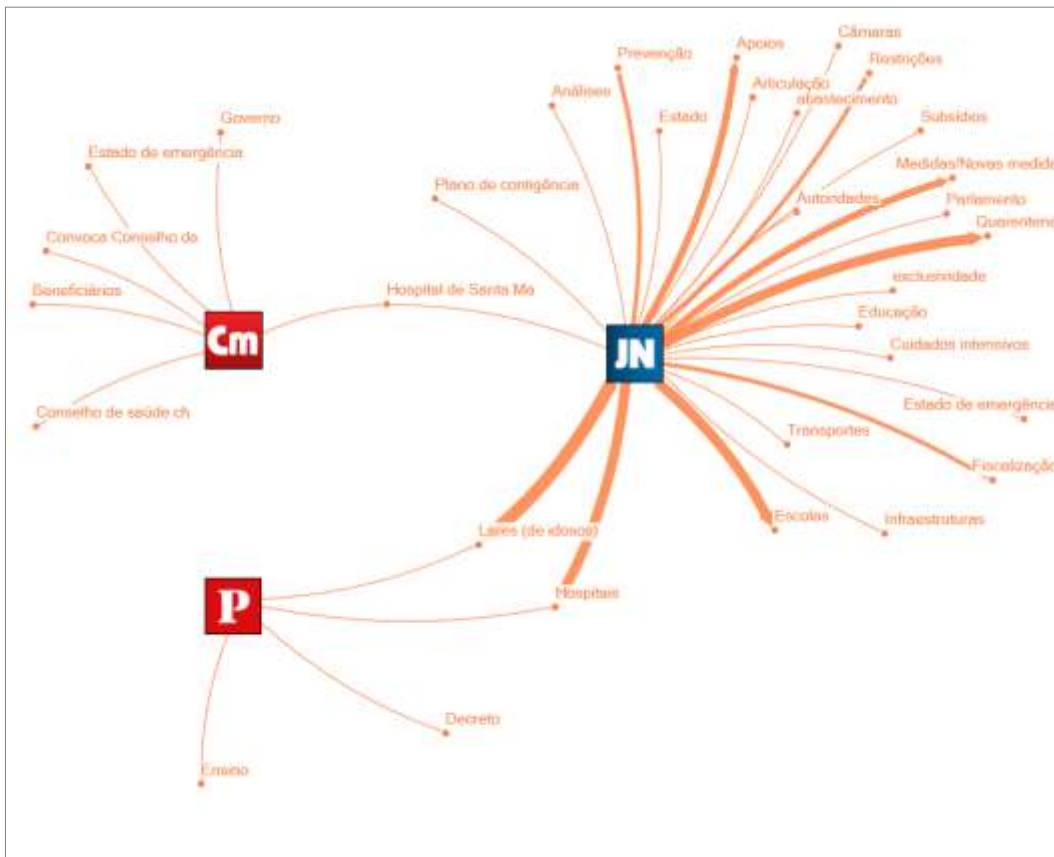 Câmaras
Prevenção
Apoios
Restrições
Articulação
Análises
abastecimento
Governo
Estado
Subsídios
Estado de emergência
Medidas/Novas medida
Plano de contigência
Autoridades
Parlamento
Quarentena
Convoca Conselho de
exclusividade
Beneficiários
Hospital de Santa Ma
Educação
Cm
JN
Cuidados intensivos
Estado de emergência
Conselho de saúde ch
Transportes
Fiscalização
Escolas
Infraestruturas
Lares (de idosos)
Hospitais
P
Decreto
Ensino